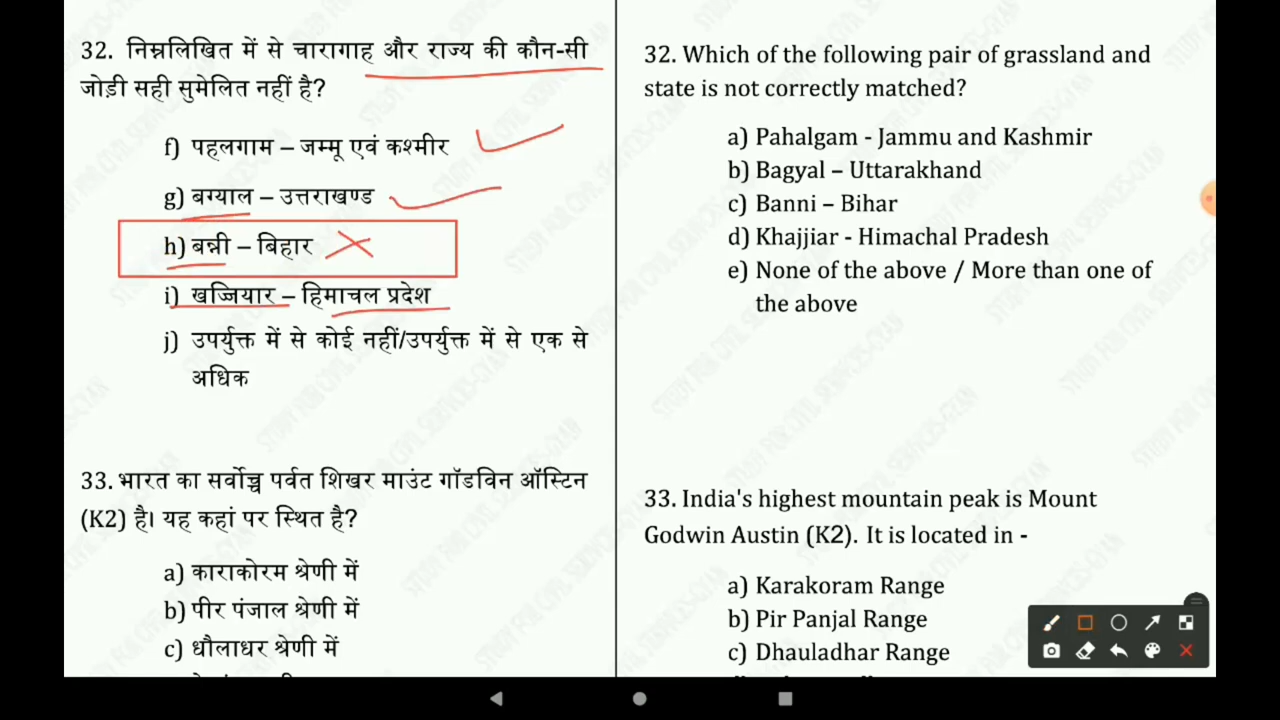 32. निम्नलिखित में से चारागाह और राज्य की कौन-सी
जोड़ी सही सुमेलित नहीं है?
f) पहलगाम – जम्मू एवं कश्मीर
g) बग्याल – उत्तराखण्ड
h) बन्नी – बिहार
i) खज्जियार – हिमाचल प्रदेश
j) उपर्युक्त में से कोई नहीं/उपर्युक्त में से एक से
अधिक
33. भारत का सर्वोच्च पर्वत शिखर माउंट गॉडविन ऑस्टिन
(K2) है। यह कहां पर स्थित है?
a) काराकोरम श्रेणी में
b) पीर पंजाल श्रेणी में
c) धौलाधर श्रेणी में
32. Which of the following pair of grassland and
state is not correctly matched?
a) Pahalgam - Jammu and Kashmir
b) Bagyal – Uttarakhand
c) Banni – Bihar
d) Khajjiar - Himachal Pradesh
e) None of the above / More than one of
the above
33. India's highest mountain peak is Mount
Godwin Austin (K2). It is located in -
a) Karakoram Range
b) Pir Panjal Range
c) Dhauladhar Range